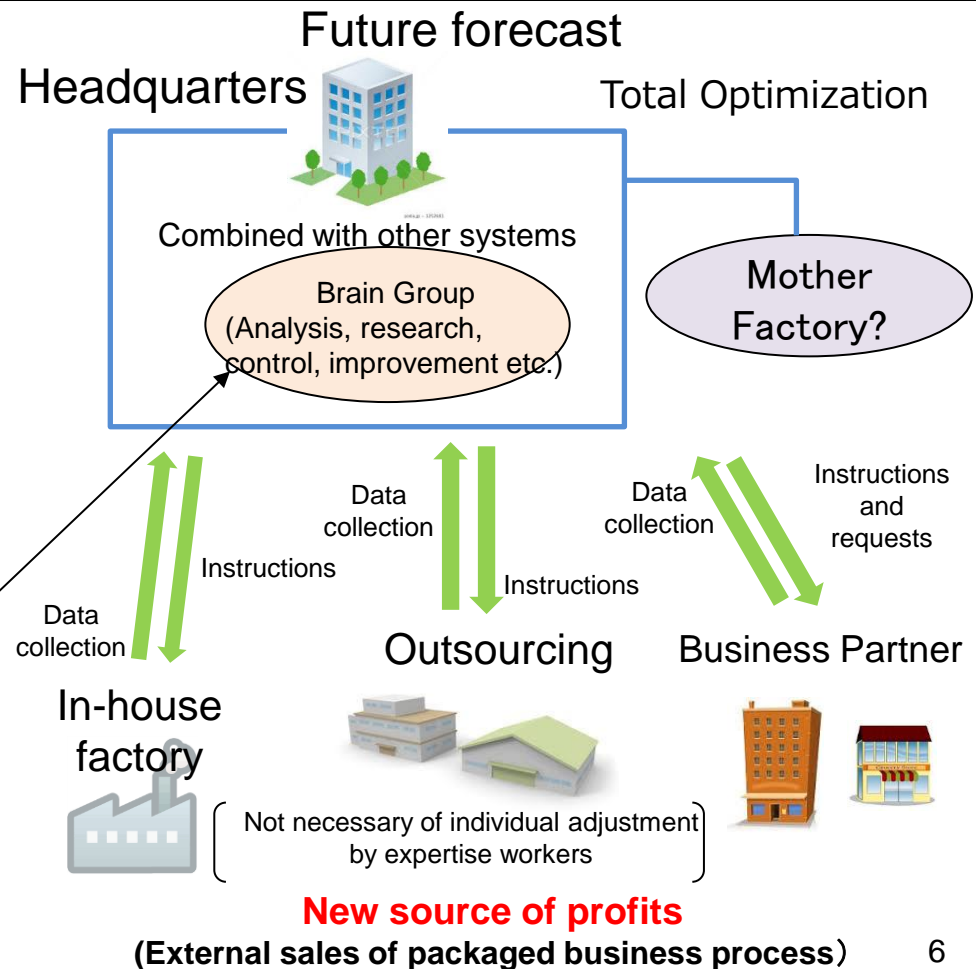 Future forecast
Headquarters
Total Optimization
Combined with other systems
Brain Group
(Analysis, research,
control, improvement etc.)
Mother
Factory?
Data
collection
Instructions
Data
collection
Instructions
Data
collection
Instructions
and
requests
In-house
factory
Outsourcing
Business Partner
Not necessary of individual adjustment
by expertise workers
New source of profits
(External sales of packaged business process）
6